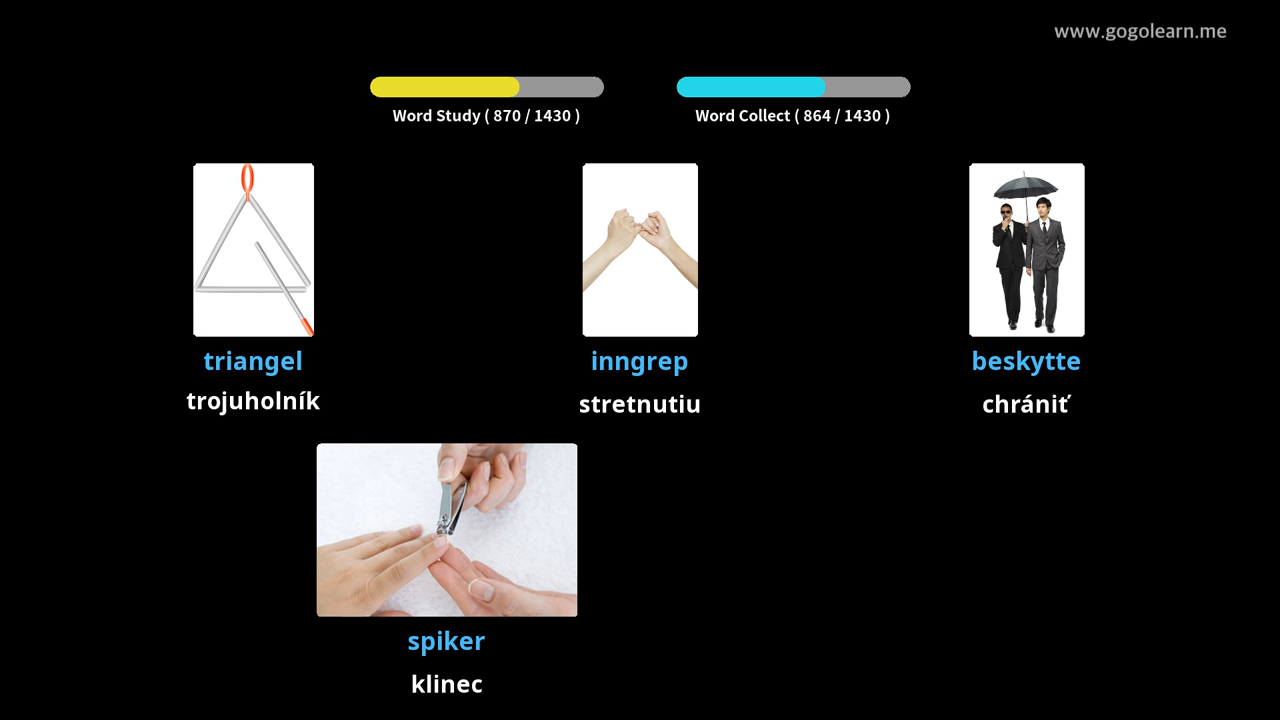 www.gogolearn.me
Word Study ( 870 / 1430 )
Word Collect ( 864 / 1430 )
triangel
trojuholník
inngrep
stretnutiu
beskytte
chrániť
spiker
klinec